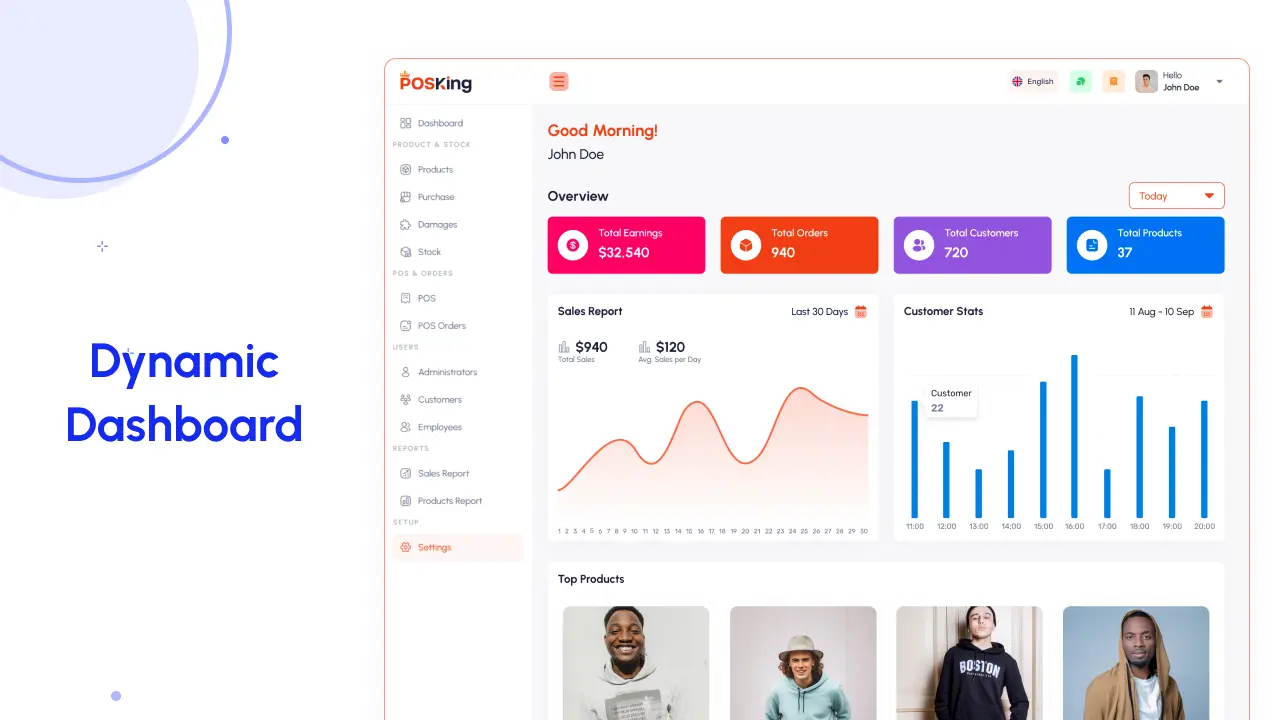 Dynamic
Dashboard
POSKing
English
Hello
John Doe
Dashboard
PRODUCT & STOCK
Products
Purchase
Damages
Stock
POS & ORDERS
POS
POS Orders
USERS
Administrators
Customers
Employees
REPORTS
Sales Report
Products Report
SETUP
Settings
Good Morning!
John Doe
Overview
Today
Total Earnings
$32,540
Total Orders
940
Total Customers
720
Total Products
37
Sales Report
Last 30 Days
$940
Total Sales
$120
Avg. Sales per Day
1 2 3 4 5 6 7 8 9 10 11 12 13 14 15 16 17 18 19 20 21 22 23 24 25 26 27 28 29 30
Customer Stats
11 Aug - 10 Sep
Customer
22
11:00 12:00 13:00 14:00 15:00 16:00 17:00 18:00 19:00 20:00
Top Products
BOSTON